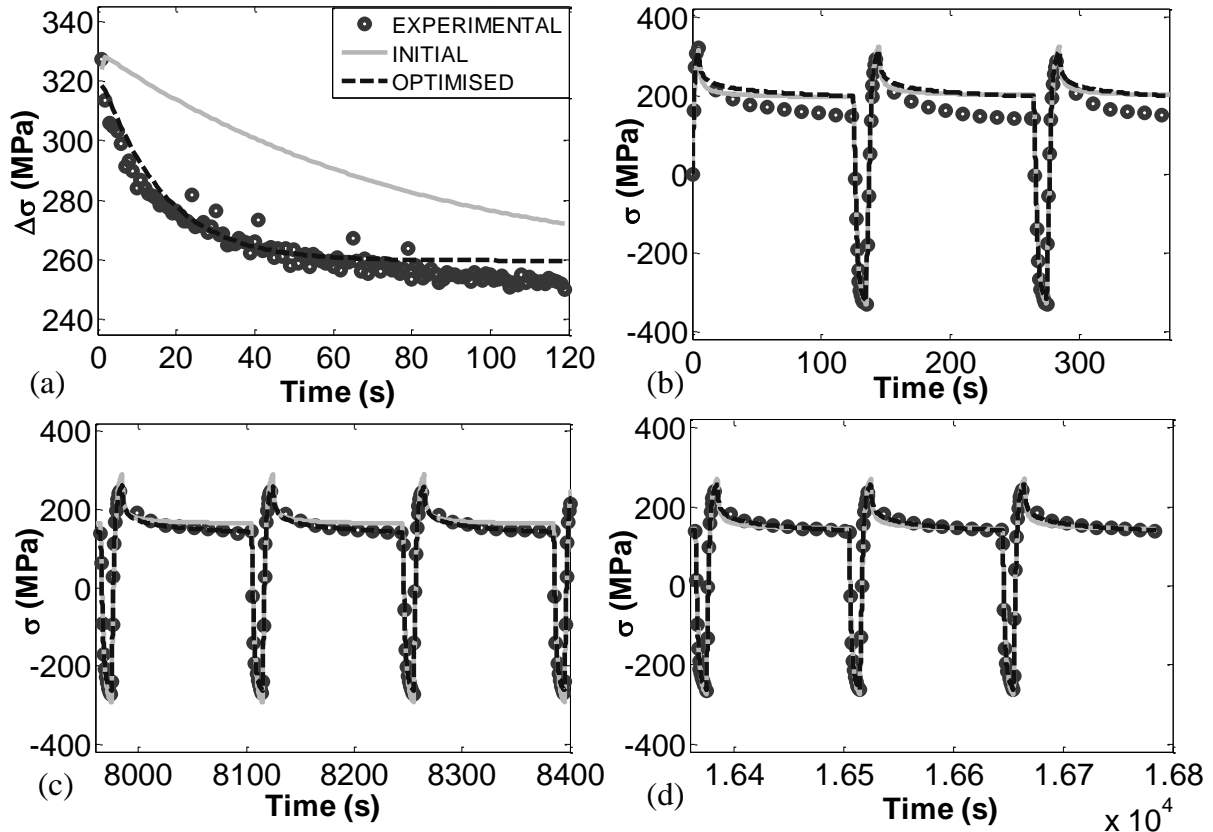 340
320
300
280
260
240
Δσ (MPa)
EXPERIMENTAL
INITIAL
OPTIMISED
0 20 40 60 80 100 120
Time (s)
(a)
400
200
0
-200
-400
σ (MPa)
0 100 200 300
Time (s)
(b)
400
200
0
-200
-400
σ (MPa)
8000 8100 8200 8300 8400
Time (s)
(c)
400
200
0
-200
-400
σ (MPa)
1.64 1.65 1.66 1.67 1.68
Time (s)
x 10⁴
(d)